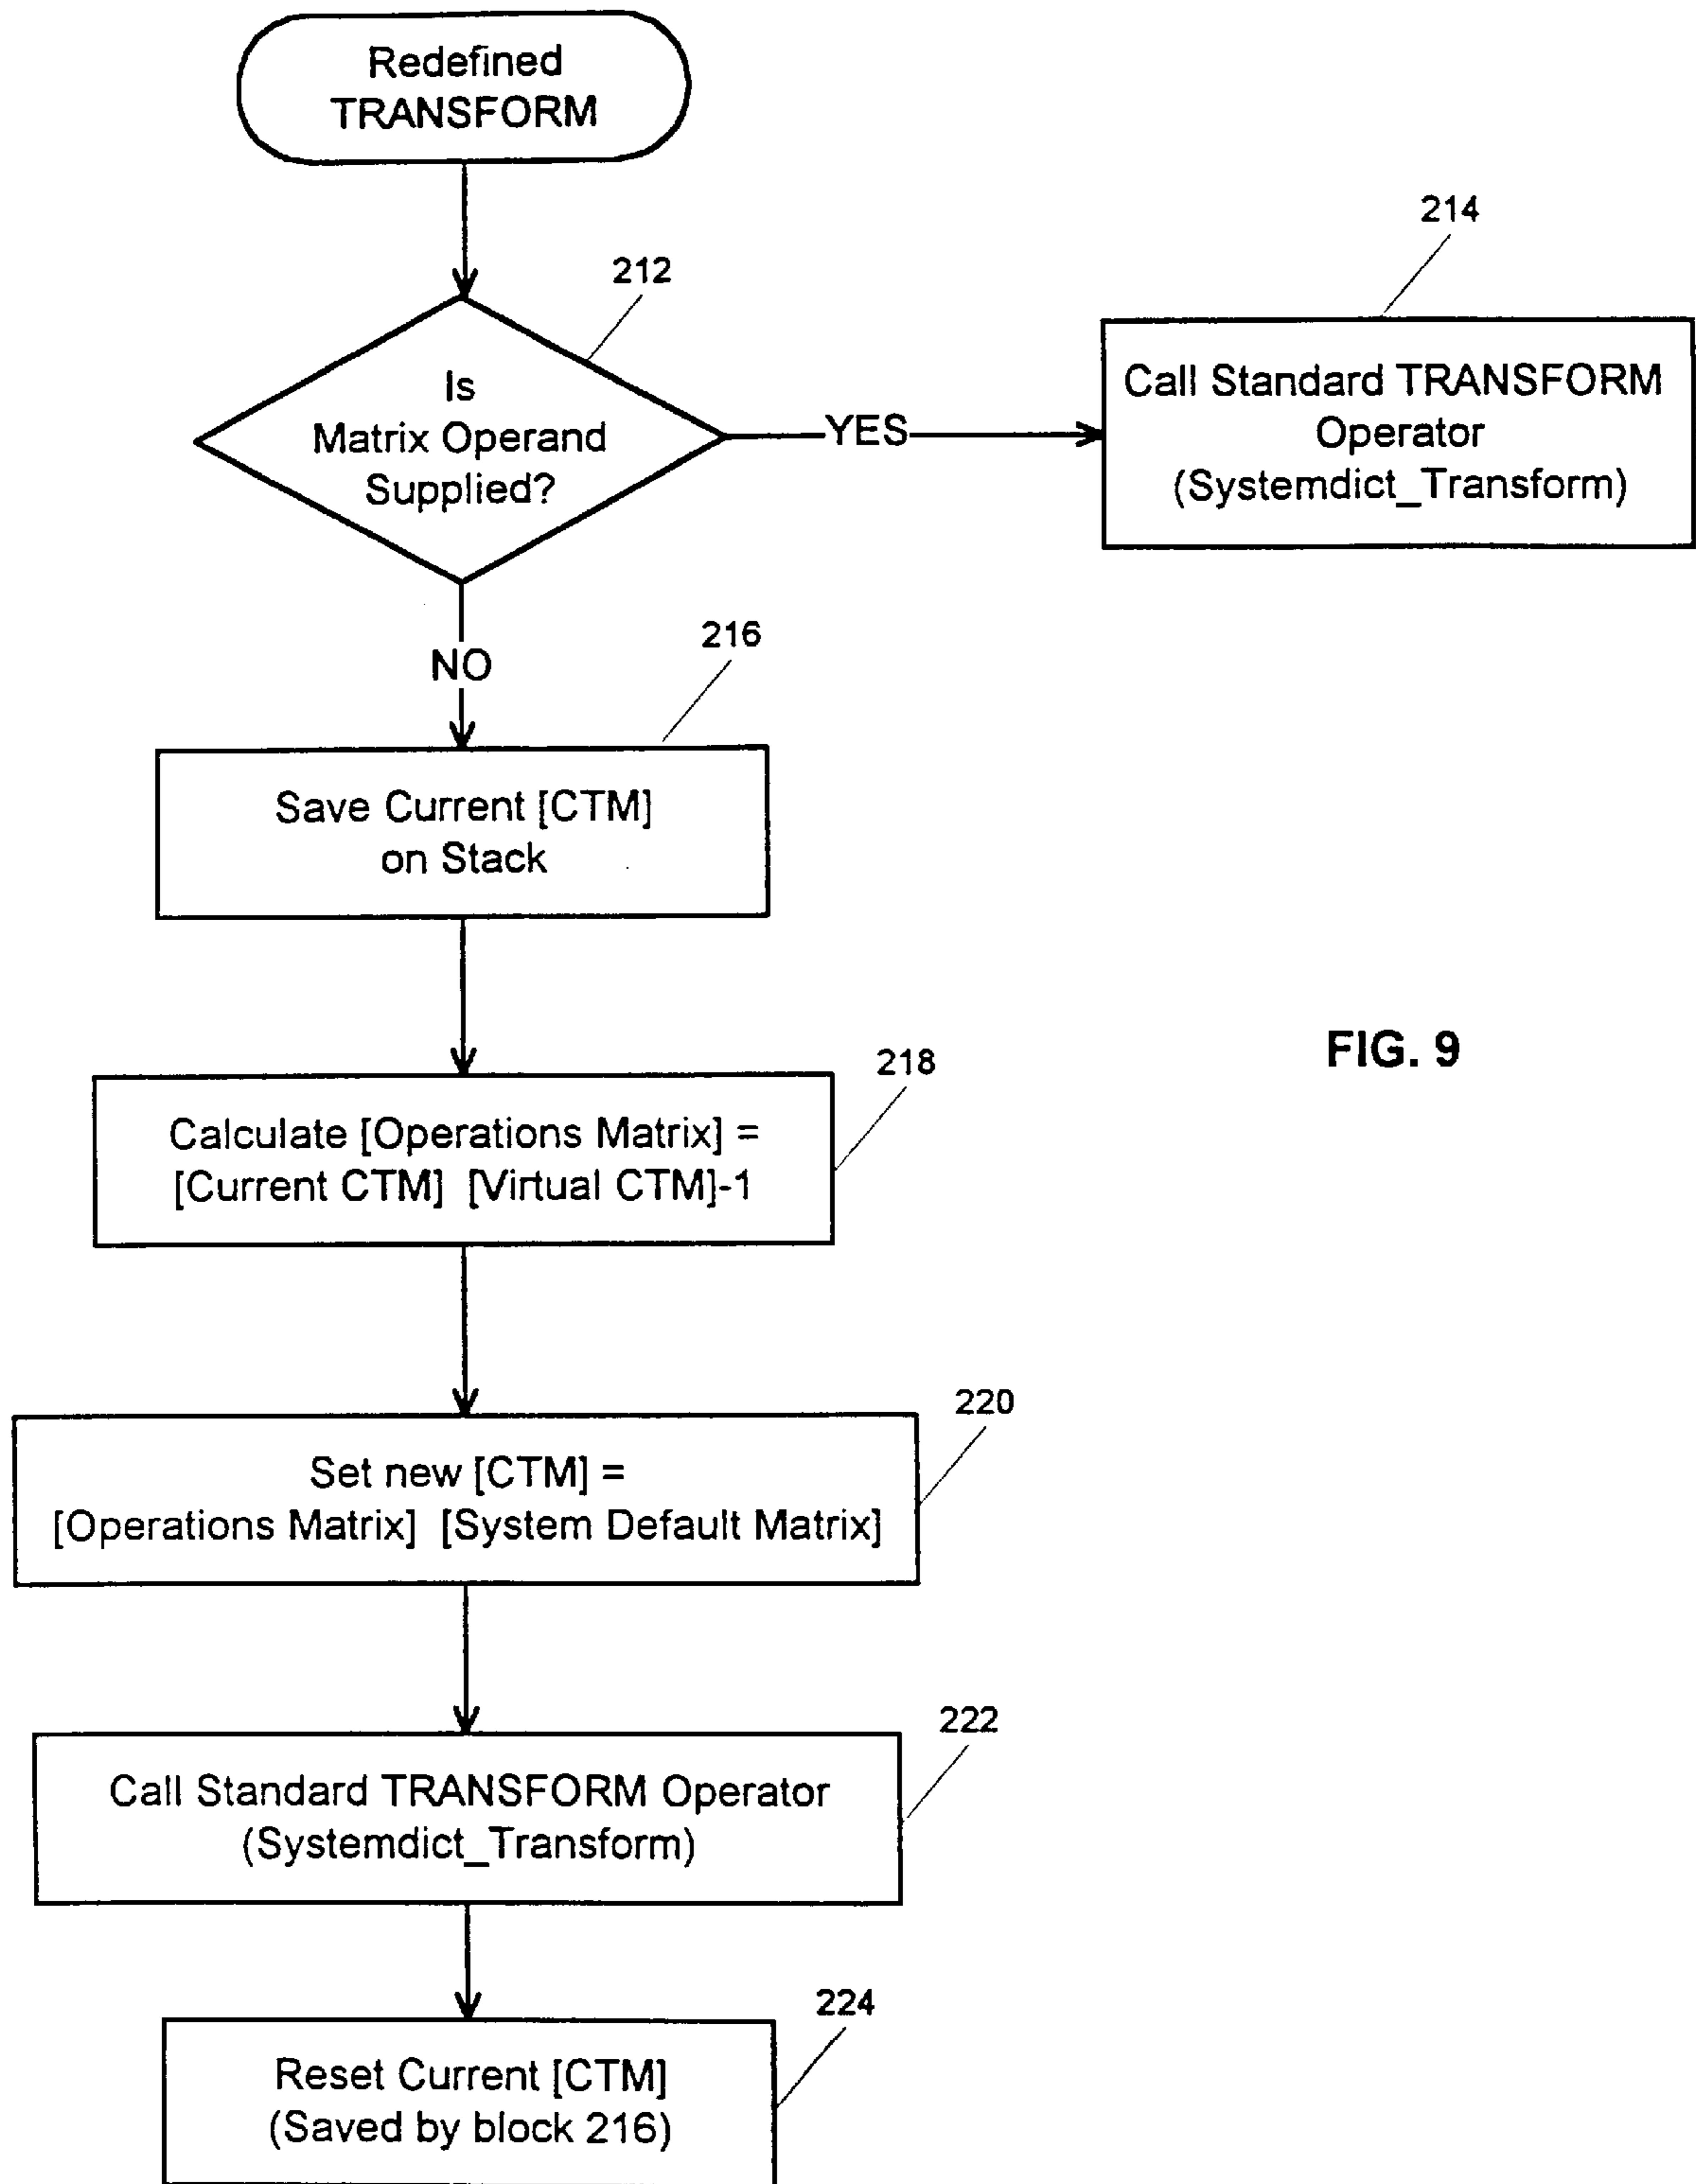 Redefined
TRANSFORM
212
Is
Matrix Operand
Supplied?
YES
214
Call Standard TRANSFORM
Operator
(Systemdict_Transform)
NO
216
Save Current [CTM]
on Stack
218
Calculate [Operations Matrix] =
[Current CTM] [Virtual CTM]-1
FIG. 9
220
Set new [CTM] =
[Operations Matrix] [System Default Matrix]
222
Call Standard TRANSFORM Operator
(Systemdict_Transform)
224
Reset Current [CTM]
(Saved by block 216)